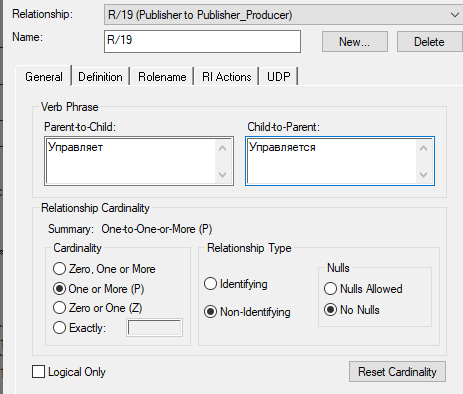 Relationship: R/19 (Publisher to Publisher_Producer)
Name: R/19 New... Delete
General Definition Rolename RI Actions UDP
Verb Phrase
Parent-to-Child: Child-to-Parent:
Управляет Управляется
Relationship Cardinality
Summary: One-to-One-or-More (P)
Cardinality Relationship Type
Zero, One or More Nulls
Identifying Nulls Allowed
One or More (P)
Zero or One (Z) Non-Identifying No Nulls
Exactly:
Logical Only Reset Cardinality